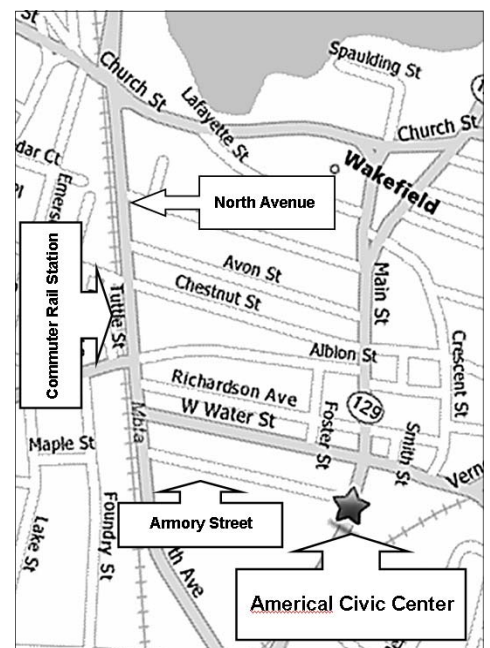 St
Spaulding St
Church St
Lafayette St
Church St
dar Ct
Wakefield
Pl
Emers
North Avenue
Commuter Rail Station
Avon St
Chestnut St
Main St
Tuttle St
Albion St
Crescent St
Richardson Ave
129
Mbta
W Water St
Foster St
Smith St
Maple St
Vern
Armory Street
Foundry St
Lake St
th Ave
Americal Civic Center